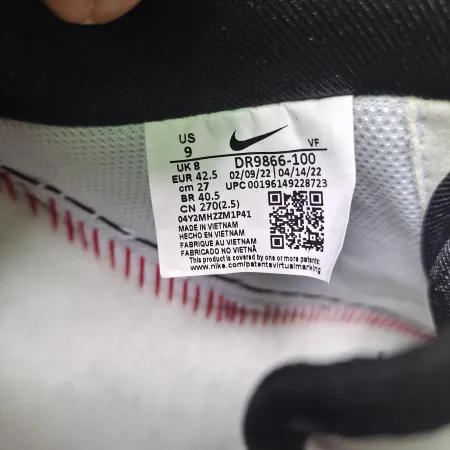 US
9
VF
UK 8
DR9866-100
EUR 42.5
02/09/22 | 04/14/22
cm 27
UPC 00196149228723
BR 40.5
CN 270(2.5)
04Y2MHZZM1P41
MADE IN VIETNAM
HECHO EN VIETNAM
FABRIQUE AU VIETNAM
FABRICADO NO VIETNÃ
This product is covered by one or more patents:
www.nike.com/patentsvirtualmarking